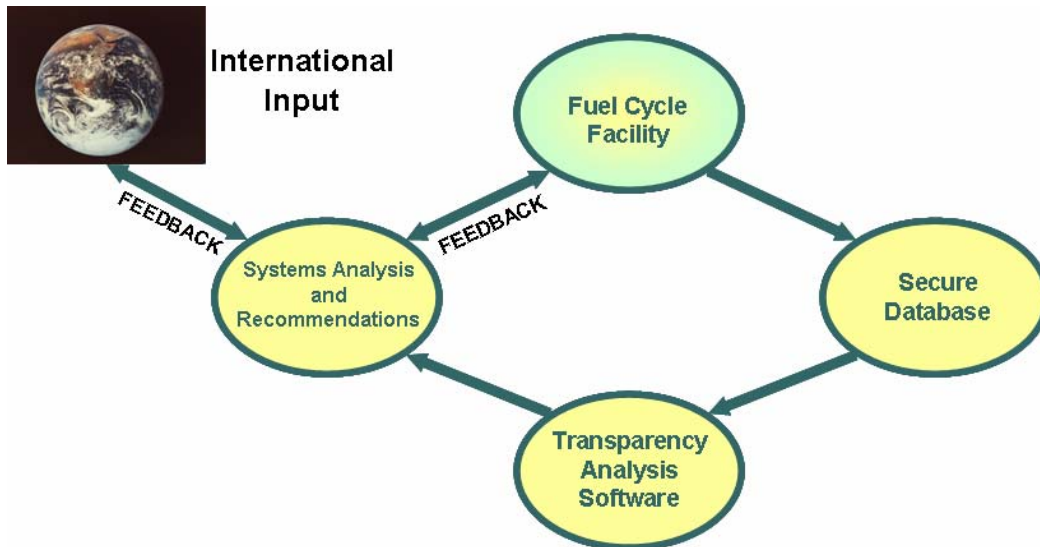 International
Input
Fuel Cycle
Facility
FEEDBACK
FEEDBACK
Systems Analysis
and
Recommendations
Secure
Database
Transparency
Analysis
Software